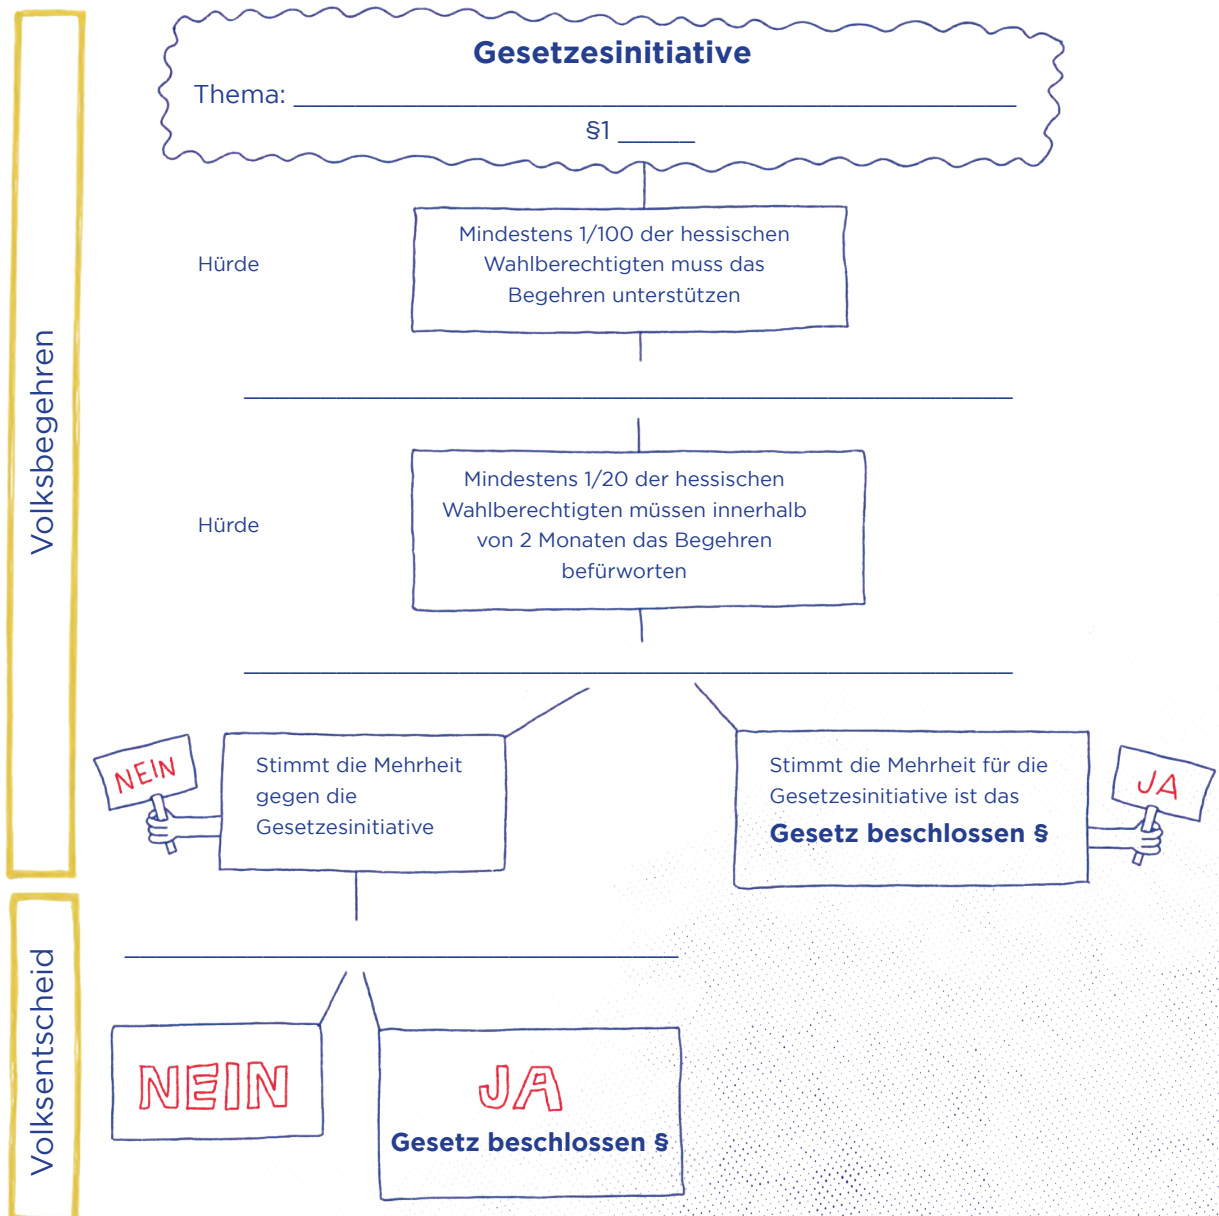 Volksbegehren
Gesetzesinitiative
Thema: ____________________
§1 _____
Hürde
Mindestens 1/100 der hessischen
Wahlberechtigten muss das
Begehren unterstützen
Hürde
Mindestens 1/20 der hessischen
Wahlberechtigten müssen innerhalb
von 2 Monaten das Begehren
befürworten
NEIN
Stimmt die Mehrheit
gegen die
Gesetzesinitiative
Stimmt die Mehrheit für die
Gesetzesinitiative ist das
Gesetz beschlossen §
JA
Volksentscheid
NEIN
JA
Gesetz beschlossen §